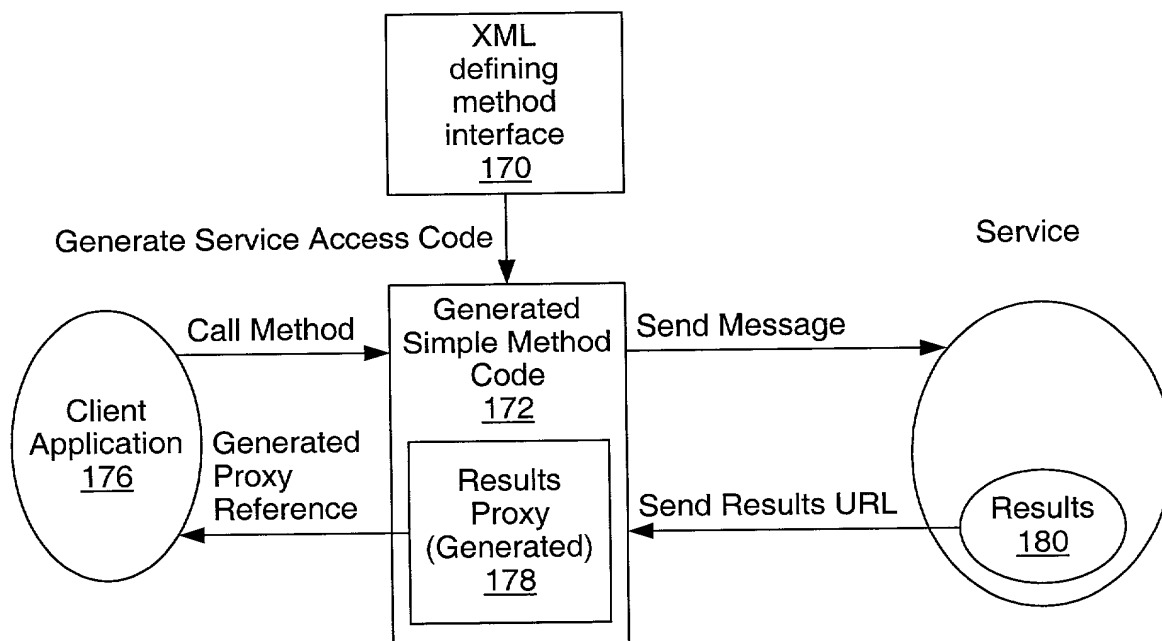 XML
defining
method
interface
170
Generate Service Access Code
Service
Generated
Simple Method
Code
172
Call Method
Send Message
Client
Application
176
Generated
Proxy
Reference
Results
Proxy
(Generated)
178
Send Results URL
Results
180